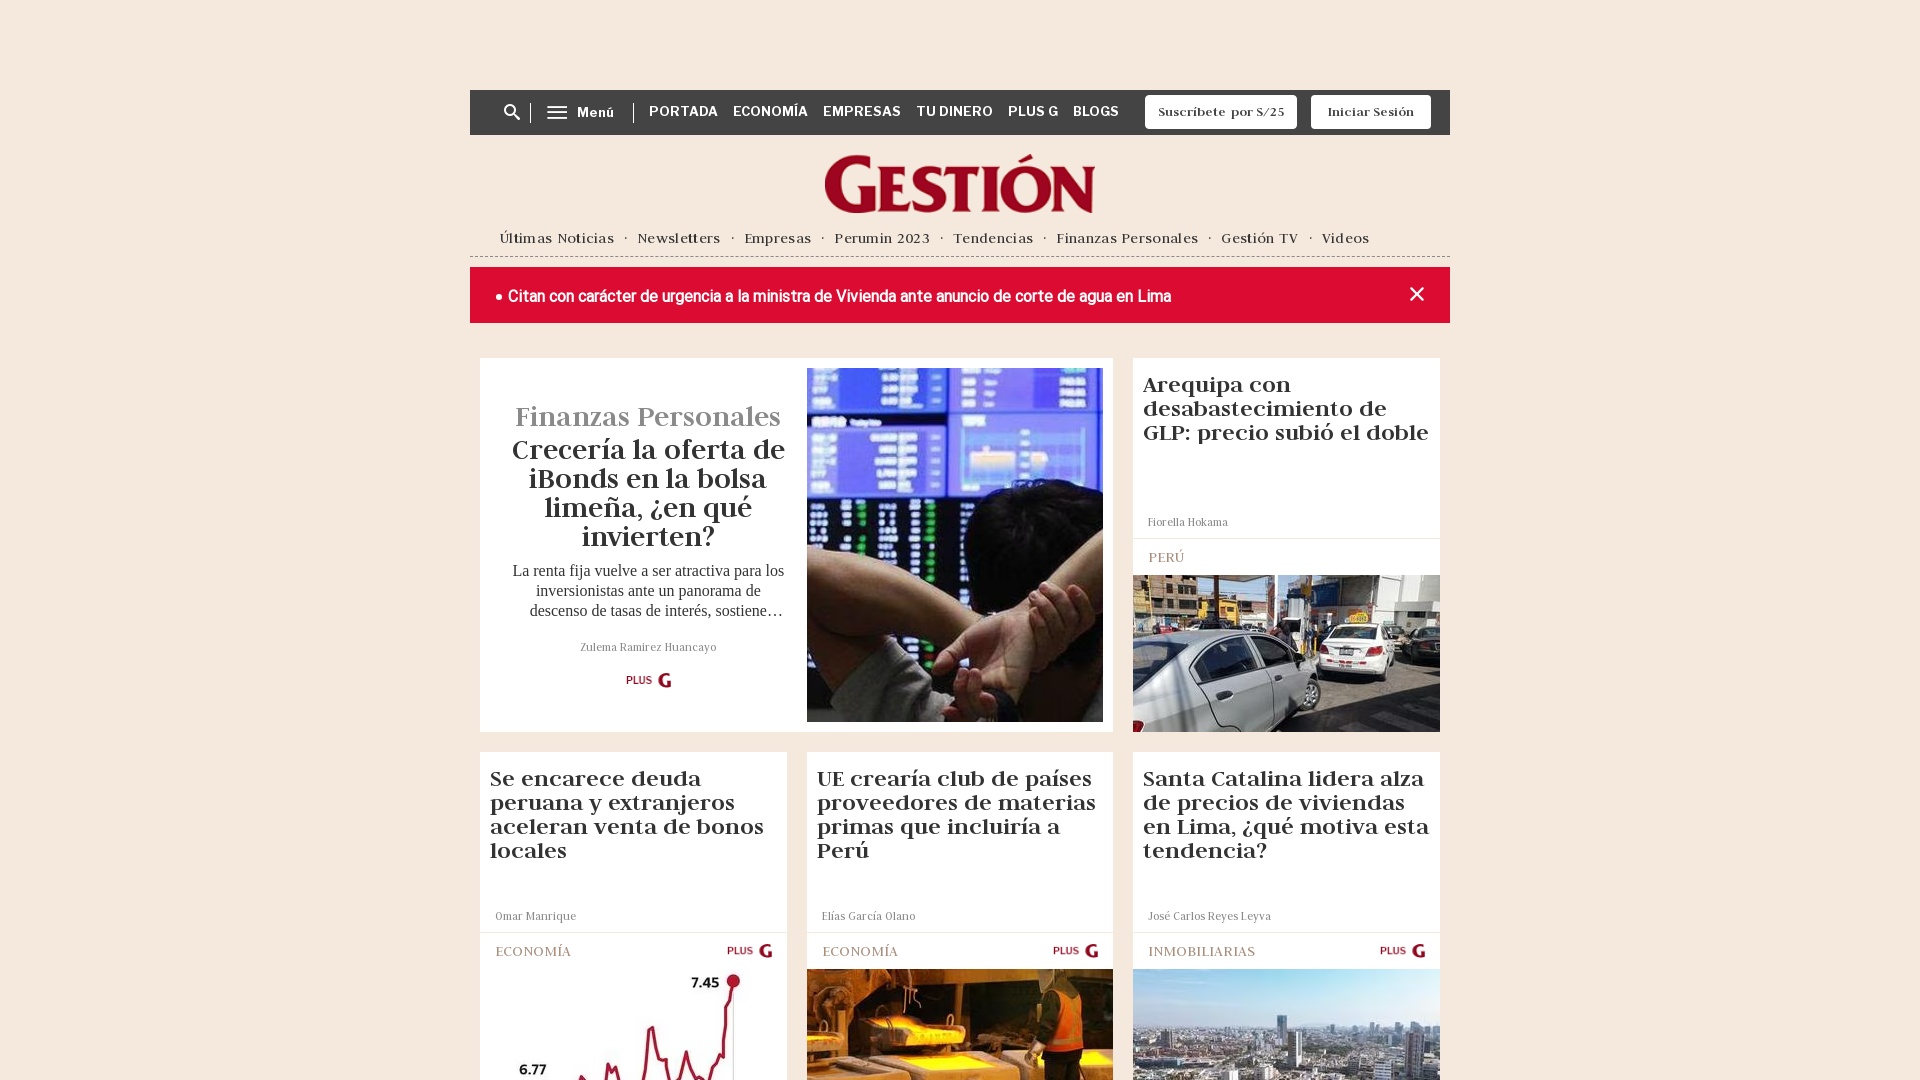 Menú
PORTADA ECONOMÍA EMPRESAS TU DINERO PLUS G BLOGS
Suscríbete por S/25
Iniciar Sesión
GESTIÓN
Últimas Noticias · Newsletters · Empresas · Perumin 2023 · Tendencias · Finanzas Personales · Gestión TV · Videos
• Citan con carácter de urgencia a la ministra de Vivienda ante anuncio de corte de agua en Lima
Finanzas Personales
Crecería la oferta de
iBonds en la bolsa
limeña, ¿en qué
invierten?
La renta fija vuelve a ser atractiva para los
inversionistas ante un panorama de
descenso de tasas de interés, sostiene…
Zulema Ramirez Huancayo
PLUS G
Arequipa con
desabastecimiento de
GLP: precio subió el doble
Fiorella Hokama
PERÚ
Se encarece deuda
peruana y extranjeros
aceleran venta de bonos
locales
Omar Manrique
ECONOMÍA
PLUS G
7.45
6.77
UE crearía club de países
proveedores de materias
primas que incluiría a
Perú
Elías García Olano
ECONOMÍA
PLUS G
Santa Catalina lidera alza
de precios de viviendas
en Lima, ¿qué motiva esta
tendencia?
José Carlos Reyes Leyva
INMOBILIARIAS
PLUS G